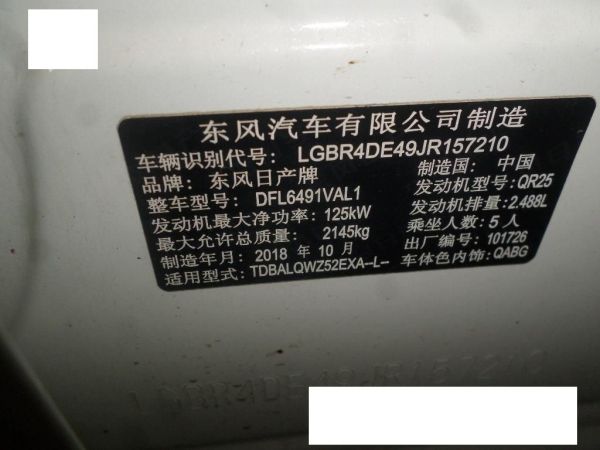 东风汽车有限公司制造
车辆识别代号: LGBR4DE49JR157210
品牌: 东风日产牌 制造国: 中国
整车型号: DFL6491VAL1 发动机型号: QR25
发动机最大净功率: 125kW 发动机排量: 2.488L
最大允许总质量: 2145kg 乘坐人数: 5 人
制造年月: 2018 年 10 月 出厂编号: 101726
适用型式: TDBALQWZ52EXA--L-- 车体色内饰: QABG
LGBR4DE49JR157210